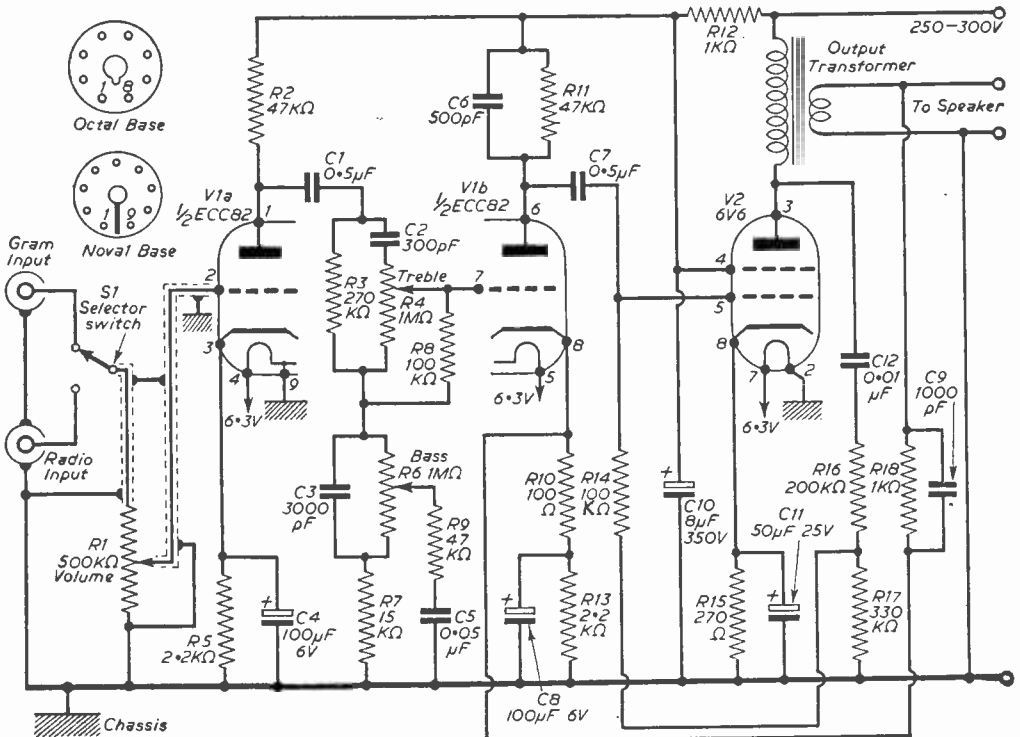 1 8
Octal Base
1 9
Noval Base
Gram
Input
S1
Selector
switch
Radio
Input
R1
500KΩ
Volume
Chassis
R2
47KΩ
V1a
½ECC82
1
2
3
4
9
6·3V
R5
2·2KΩ
+
C4
100µF
6V
C1
0·5µF
C2
300pF
R3
270
KΩ
Treble
R4
1MΩ
R8
100
KΩ
C3
3000
pF
Bass
R6 1MΩ
R9
47
KΩ
R7
15
KΩ
C5
0·05
µF
C6
500pF
R11
47KΩ
C7
0·5µF
V1b
½ECC82
6
7
8
5
6·3V
R10
100
Ω
R14
100
KΩ
+
C8
100µF 6V
R13
2·2
KΩ
R12
1KΩ
250-300V
Output
Transformer
To Speaker
V2
6V6
3
4
5
8
7
2
6·3V
+
C10
8µF
350V
R15
270
Ω
+
C11
50µF 25V
C12
0·01
µF
R16
200KΩ
R17
330
KΩ
R18
1KΩ
C9
1000
pF